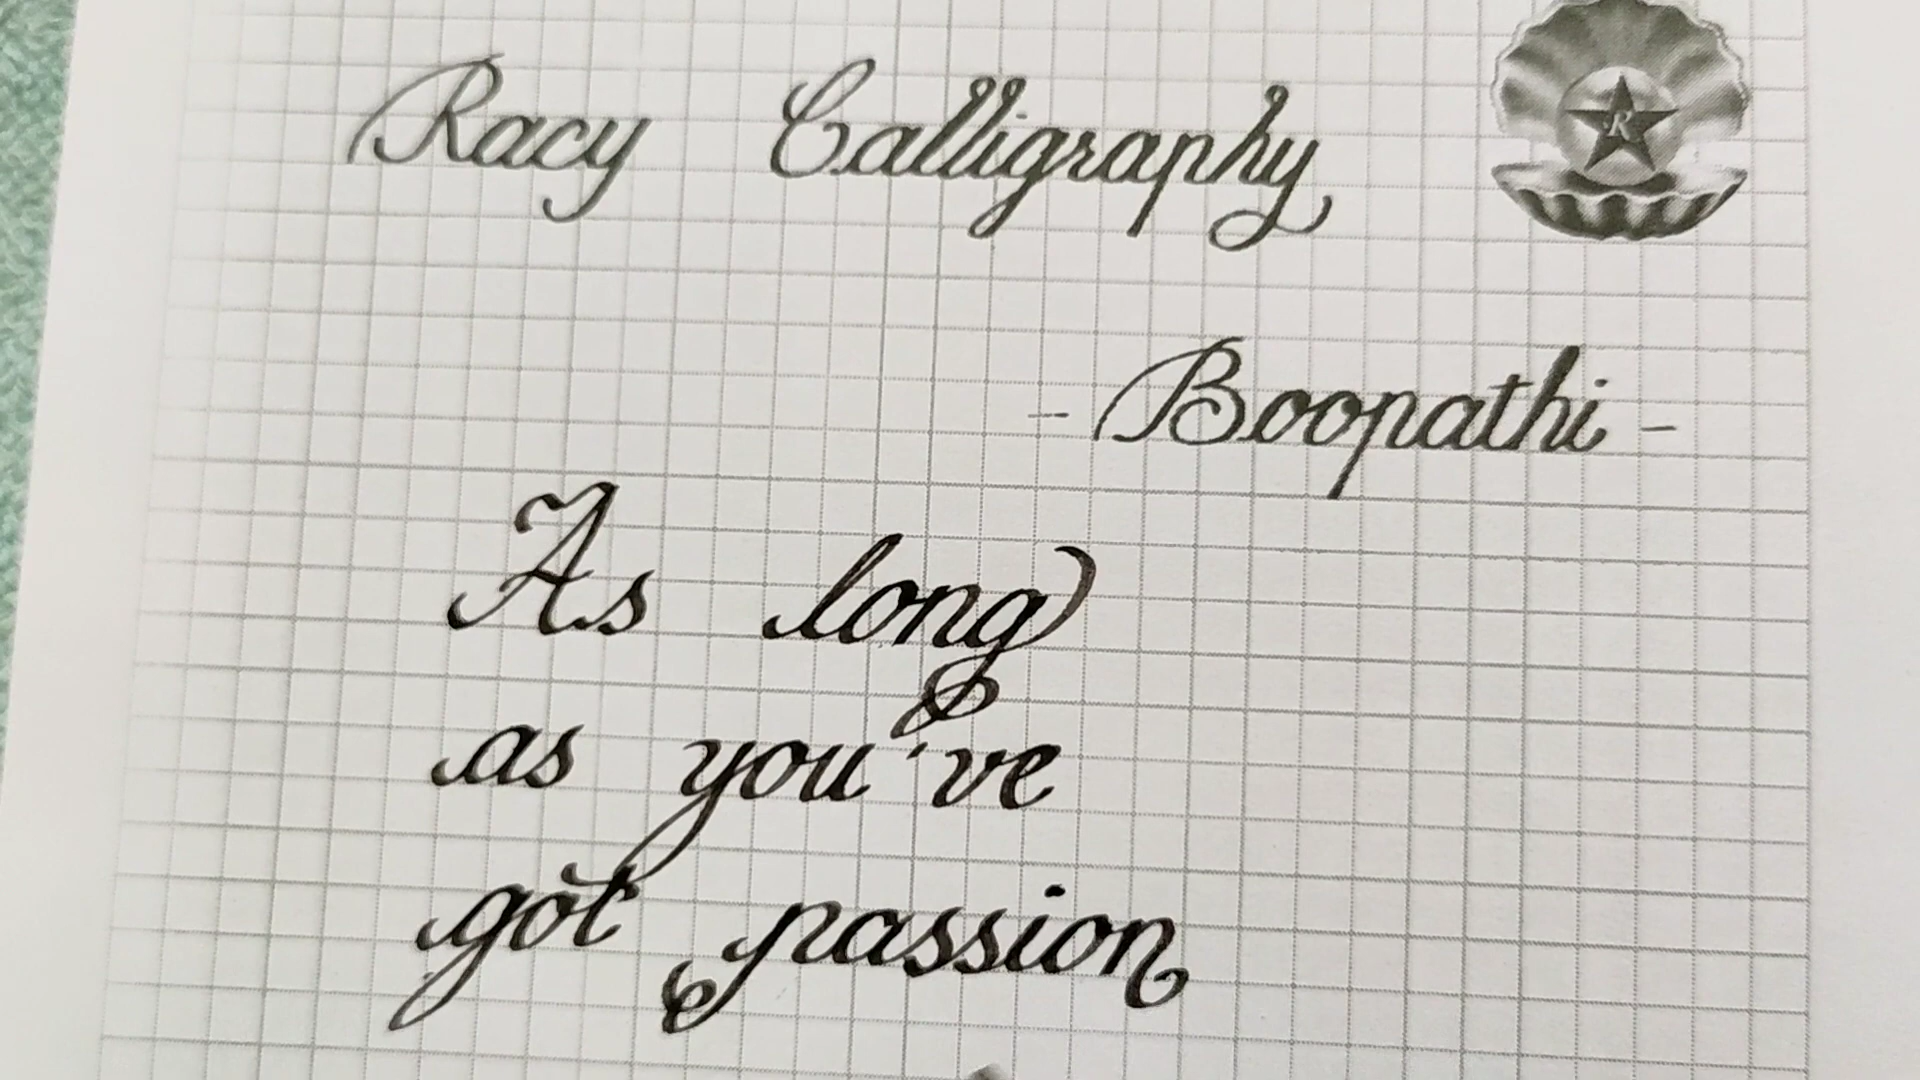 Racy Calligraphy
R
- Boopathi -
As long
as you've
got passion